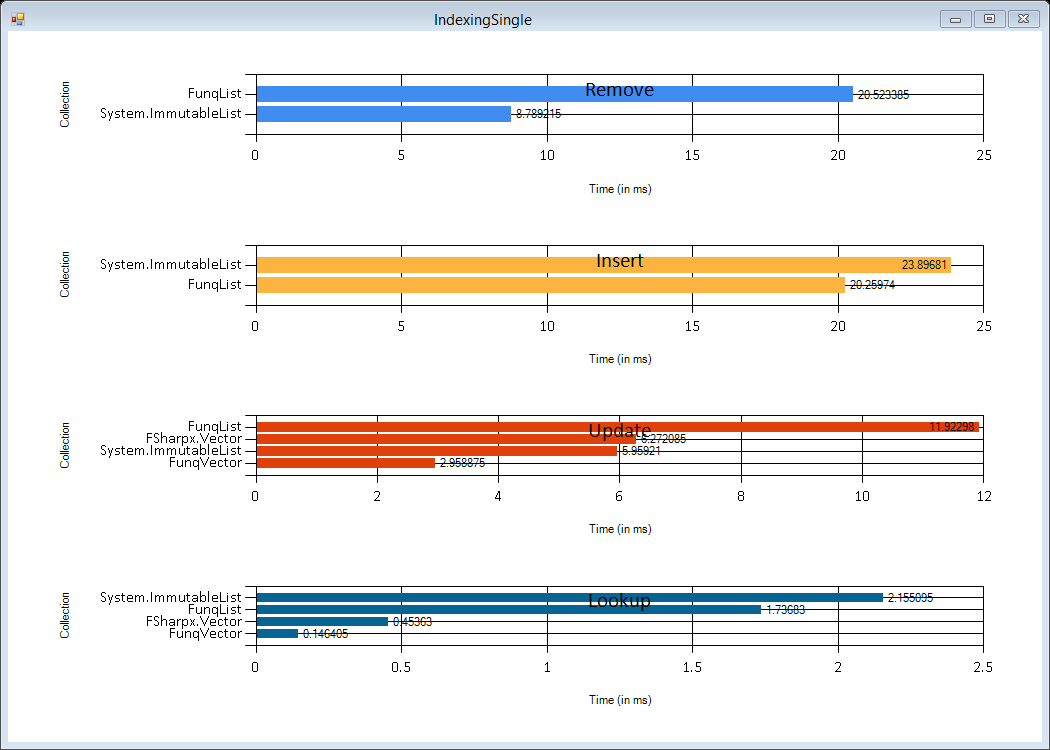 IndexingSingle
Remove
Collection
FunqList 20.523385
System.ImmutableList 8.789215
0 5 10 15 20 25
Time (in ms)
Insert
Collection
System.ImmutableList 23.89681
FunqList 20.25974
0 5 10 15 20 25
Time (in ms)
Update
Collection
FunqList 11.92298
FSharpx.Vector 6.272085
System.ImmutableList 5.95921
FunqVector 2.958875
0 2 4 6 8 10 12
Time (in ms)
Lookup
Collection
System.ImmutableList 2.155095
FunqList 1.73683
FSharpx.Vector 0.45363
FunqVector 0.146405
0 0.5 1 1.5 2 2.5
Time (in ms)